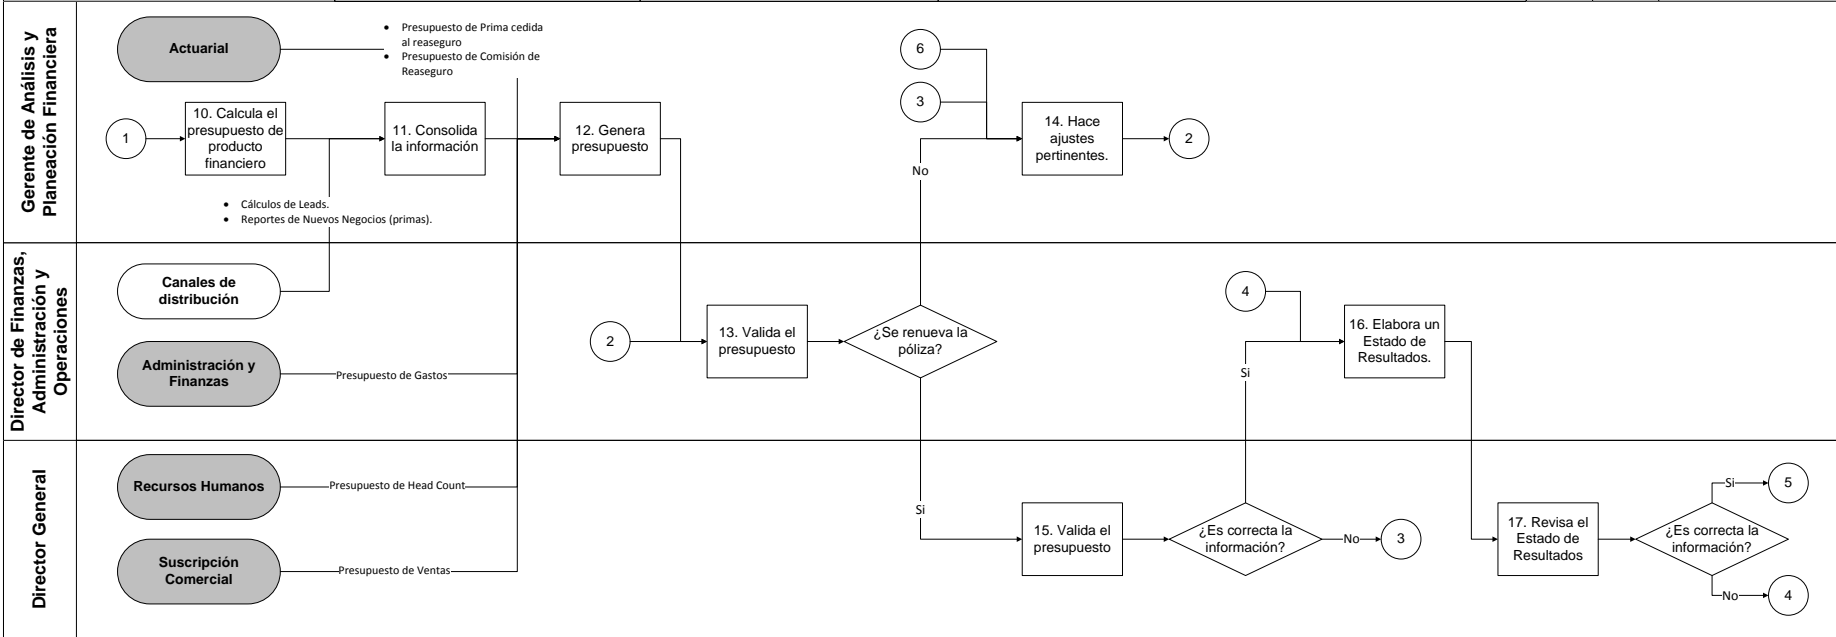 Gerente de Análisis y
Planeación Financiera
Actuarial
• Presupuesto de Prima cedida
al reaseguro
• Presupuesto de Comisión de
Reaseguro
1
10. Calcula el
presupuesto de
producto
financiero
11. Consolida
la información
12. Genera
presupuesto
6
3
14. Hace
ajustes
pertinentes.
2
No
• Cálculos de Leads.
• Reportes de Nuevos Negocios (primas).
Director de Finanzas,
Administración y
Operaciones
Canales de
distribución
Administración y
Finanzas
Presupuesto de Gastos
2
13. Valida el
presupuesto
¿Se renueva la
póliza?
4
Si
16. Elabora un
Estado de
Resultados.
Director General
Recursos Humanos
Presupuesto de Head Count
Suscripción
Comercial
Presupuesto de Ventas
Si
15. Valida el
presupuesto
¿Es correcta la
información?
No
3
17. Revisa el
Estado de
Resultados
¿Es correcta la
información?
Si
5
No
4